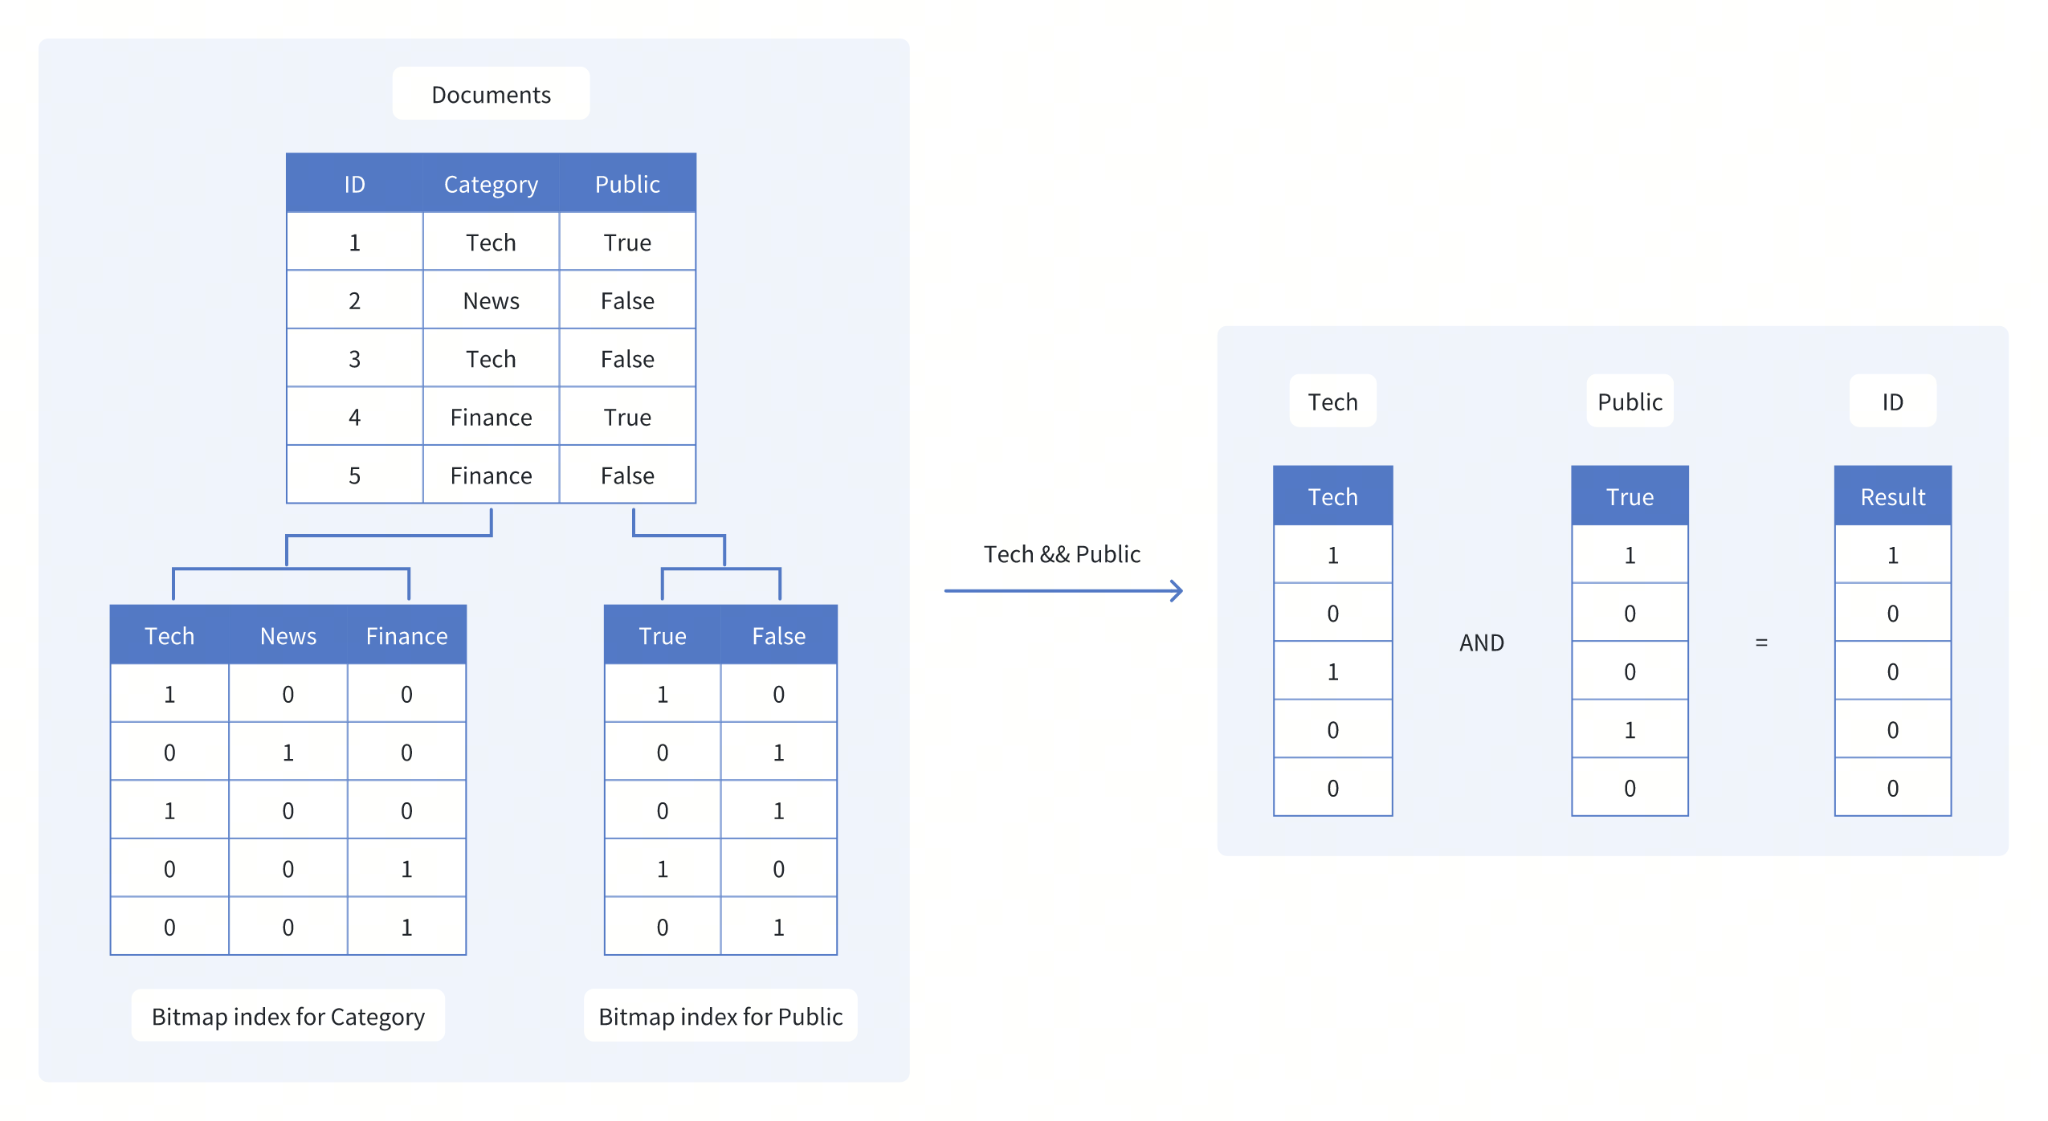 Documents
ID Category Public
1 Tech True
2 News False
3 Tech False
4 Finance True
5 Finance False
Tech News Finance
1 0 0
0 1 0
1 0 0
0 0 1
0 0 1
Bitmap index for Category
True False
1 0
0 1
0 1
1 0
0 1
Bitmap index for Public
Tech && Public
Tech Public ID
Tech True Result
1 1 1
0 0 0
1 0 0
0 1 0
0 0 0
AND
=